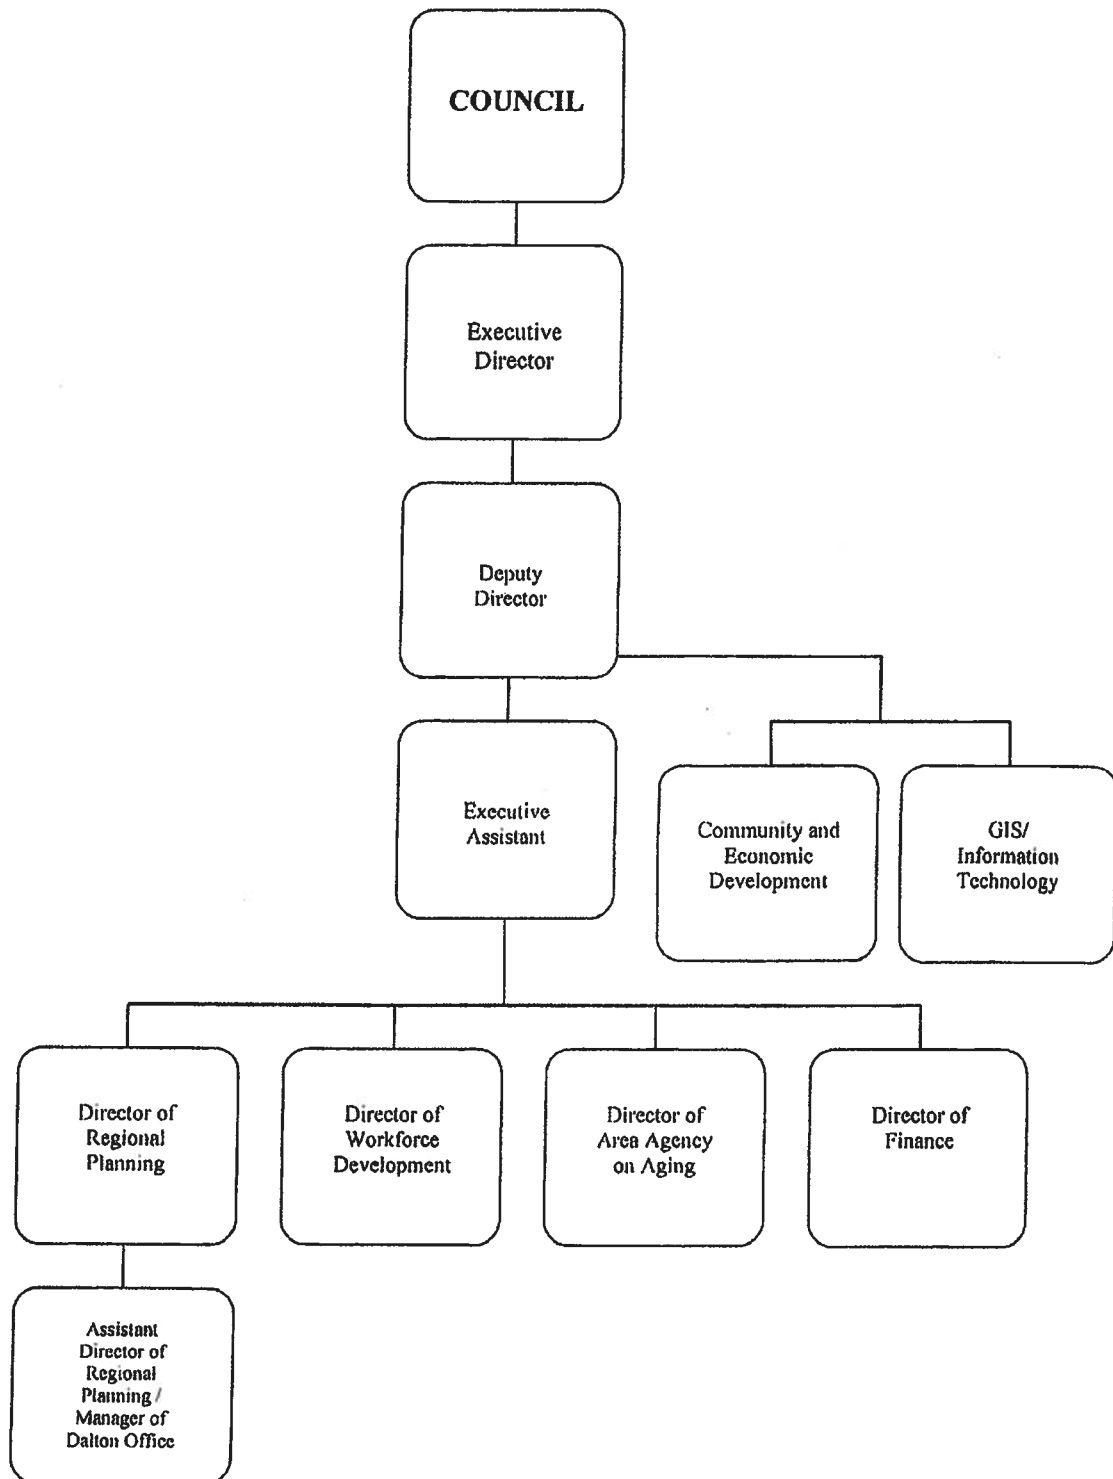 COUNCIL
Executive
Director
Deputy
Director
Executive
Assistant
Community and
Economic
Development
GIS/
Information
Technology
Director of
Regional
Planning
Director of
Workforce
Development
Director of
Area Agency
on Aging
Director of
Finance
Assistant
Director of
Regional
Planning /
Manager of
Dalton Office